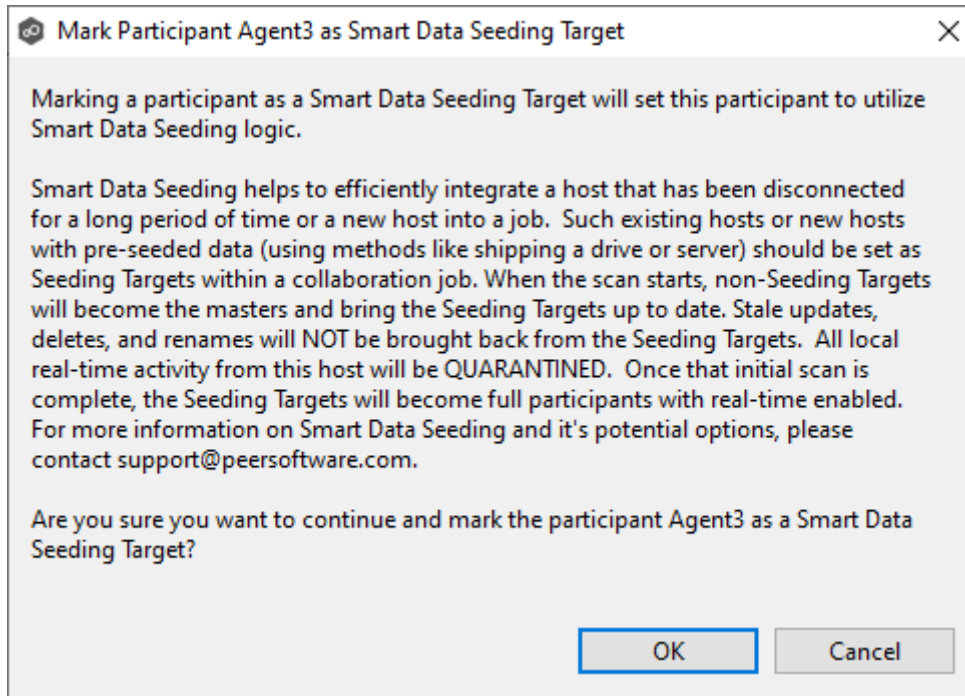 Mark Participant Agent3 as Smart Data Seeding Target
Marking a participant as a Smart Data Seeding Target will set this participant to utilize
Smart Data Seeding logic.
Smart Data Seeding helps to efficiently integrate a host that has been disconnected
for a long period of time or a new host into a job.  Such existing hosts or new hosts
with pre-seeded data (using methods like shipping a drive or server) should be set as
Seeding Targets within a collaboration job. When the scan starts, non-Seeding Targets
will become the masters and bring the Seeding Targets up to date. Stale updates,
deletes, and renames will NOT be brought back from the Seeding Targets.  All local
real-time activity from this host will be QUARANTINED.  Once that initial scan is
complete, the Seeding Targets will become full participants with real-time enabled.
For more information on Smart Data Seeding and it's potential options, please
contact support@peersoftware.com.
Are you sure you want to continue and mark the participant Agent3 as a Smart Data
Seeding Target?
OK
Cancel